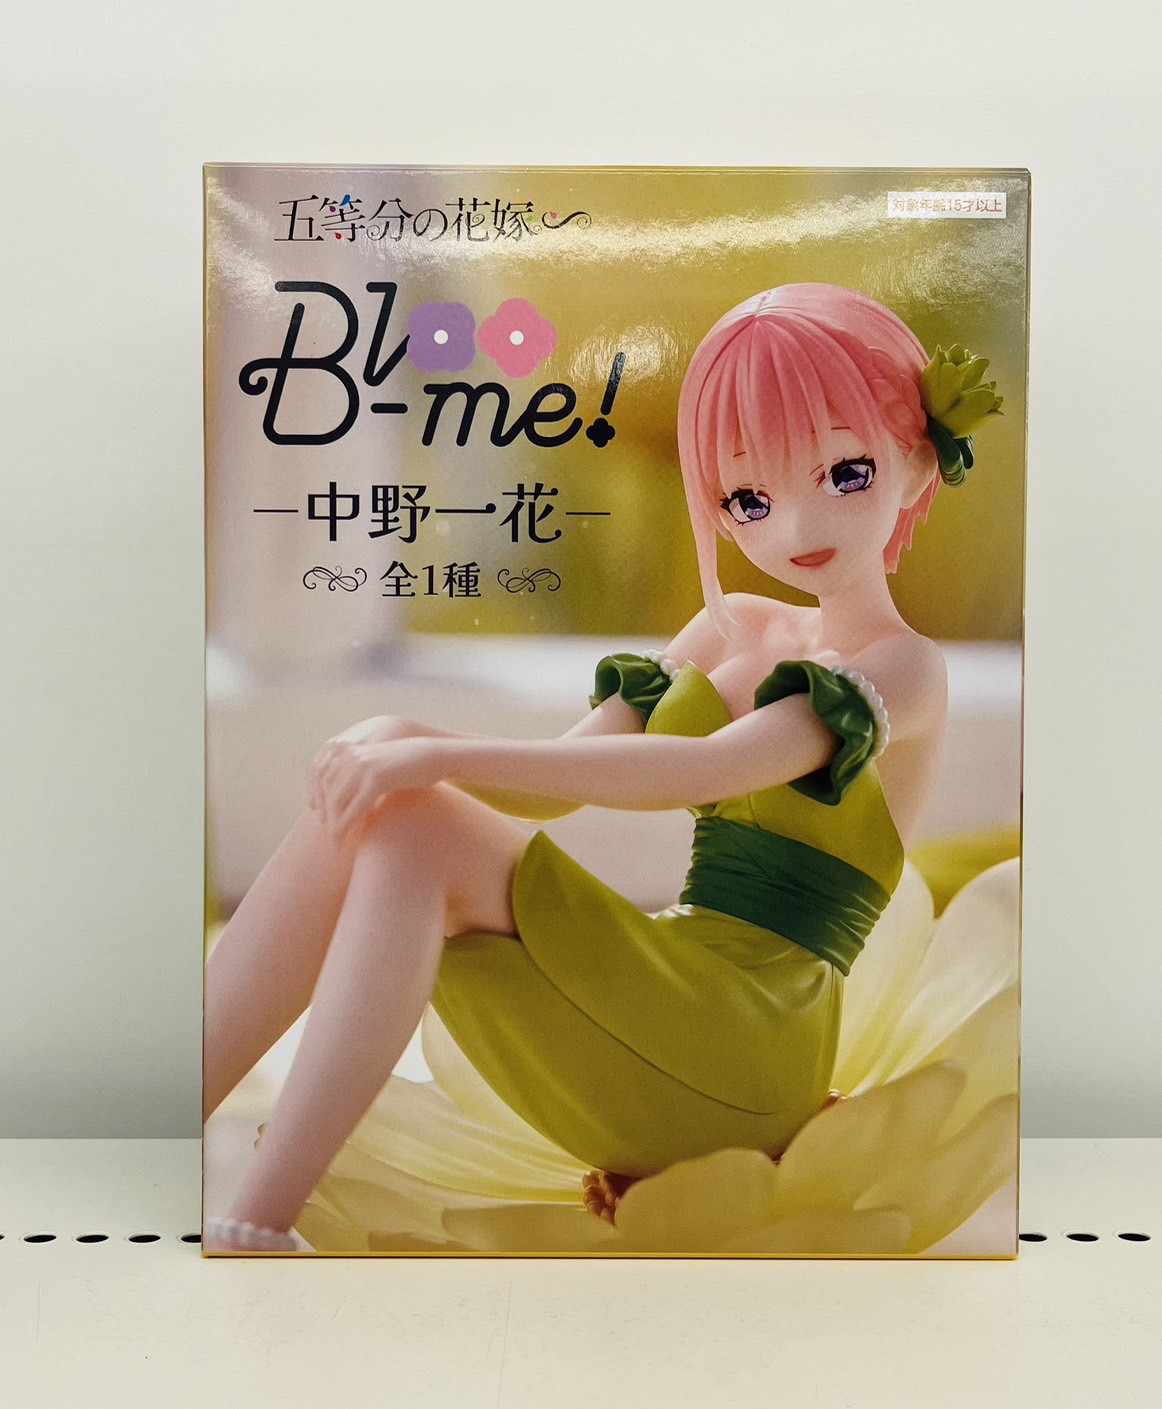 五等分の花嫁
対象年齢15才以上
Bloo-me!
中野一花
全1種